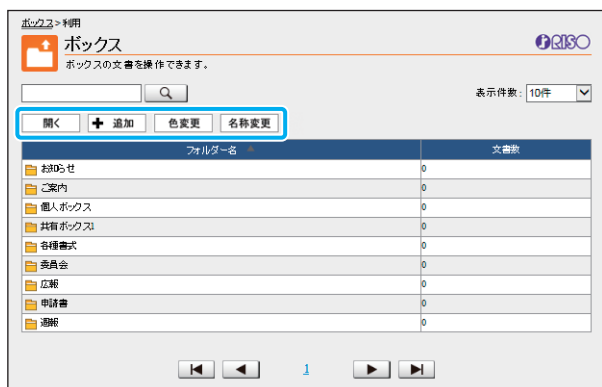 ボックス>利用
ボックス
RISO
ボックスの文書を操作できます。
表示件数: 10件
開く ✚ 追加 色変更 名称変更
フォルダー名 ▲ 文書数
お知らせ 0
ご案内 0
個人ボックス 0
共有ボックス1 0
各種書式 0
委員会 0
広報 0
申請書 0
週報 0
1